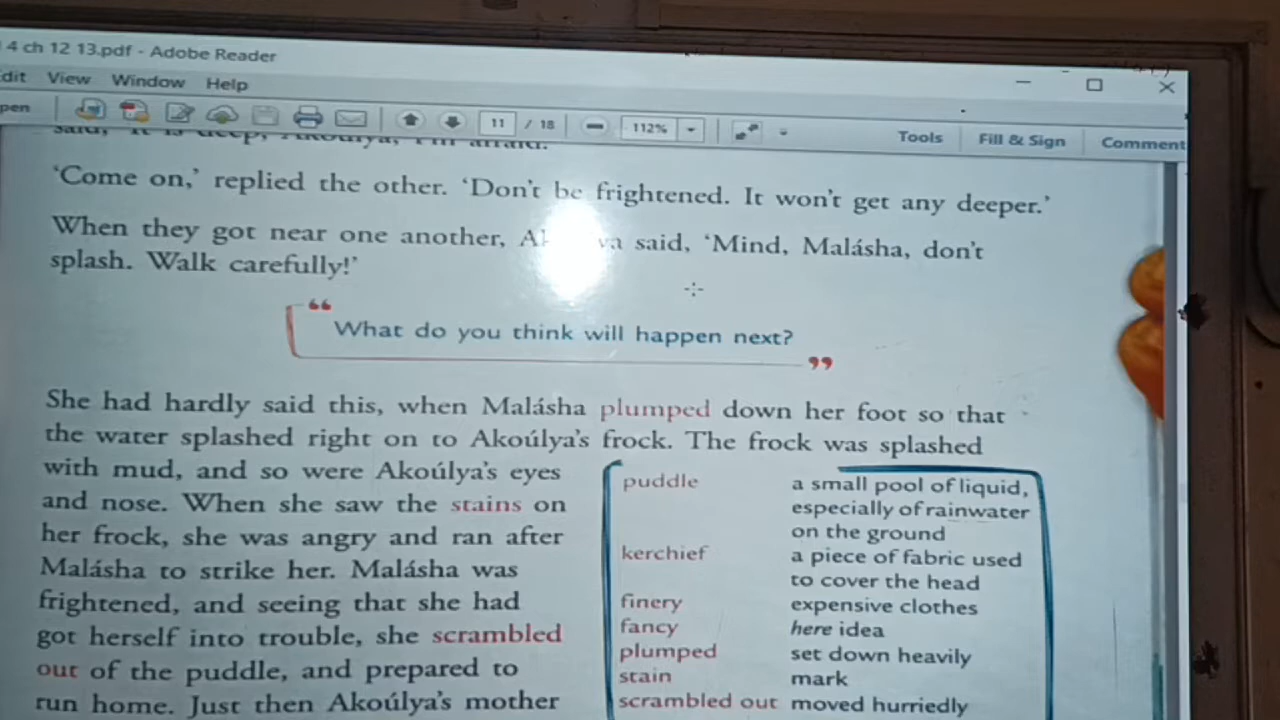 4 ch 12 13.pdf - Adobe Reader
dit View Window Help
pen 11 / 18 112% Tools Fill & Sign Comment
said, 'It is deep, Akoúlya, I'm afraid.'
'Come on,' replied the other. 'Don't be frightened. It won't get any deeper.'
When they got near one another, said, 'Mind, Malásha, don't
splash. Walk carefully!'
“ What do you think will happen next? ”
She had hardly said this, when Malásha plumped down her foot so that
the water splashed right on to Akoúlya's frock. The frock was splashed
with mud, and so were Akoúlya's eyes
and nose. When she saw the stains on
her frock, she was angry and ran after
Malásha to strike her. Malásha was
frightened, and seeing that she had
got herself into trouble, she scrambled
out of the puddle, and prepared to
run home. Just then Akoúlya's mother
puddle a small pool of liquid,
especially of rainwater
on the ground
kerchief a piece of fabric used
to cover the head
finery expensive clothes
fancy here idea
plumped set down heavily
stain mark
scrambled out moved hurriedly